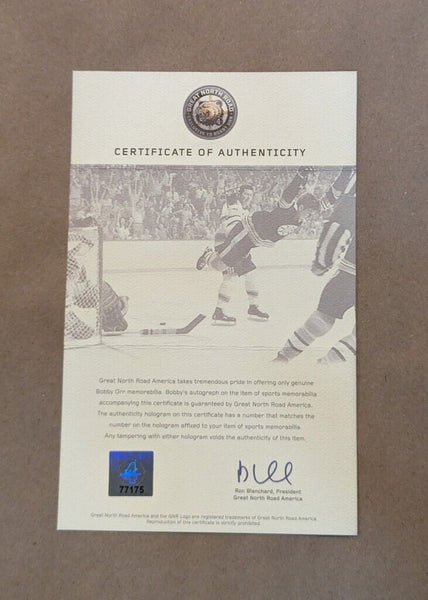 GREAT NORTH ROAD
CERTIFICATE OF AUTHENTICITY
Great North Road America takes tremendous pride in offering only genuine
Bobby Orr memorabilia. Bobby's autograph on the item of sports memorabilia
accompanying this certificate is guaranteed by Great North Road America.
The authenticity hologram on this certificate has a number that matches the
number on the hologram affixed to your item of sports memorabilia.
Any tampering with either hologram voids the authenticity of this item.
77175
Ron Blanchard, President
Great North Road America
Great North Road America and the GNR Logo are registered trademarks of Great North Road America.
Reproduction of this certificate is strictly prohibited.